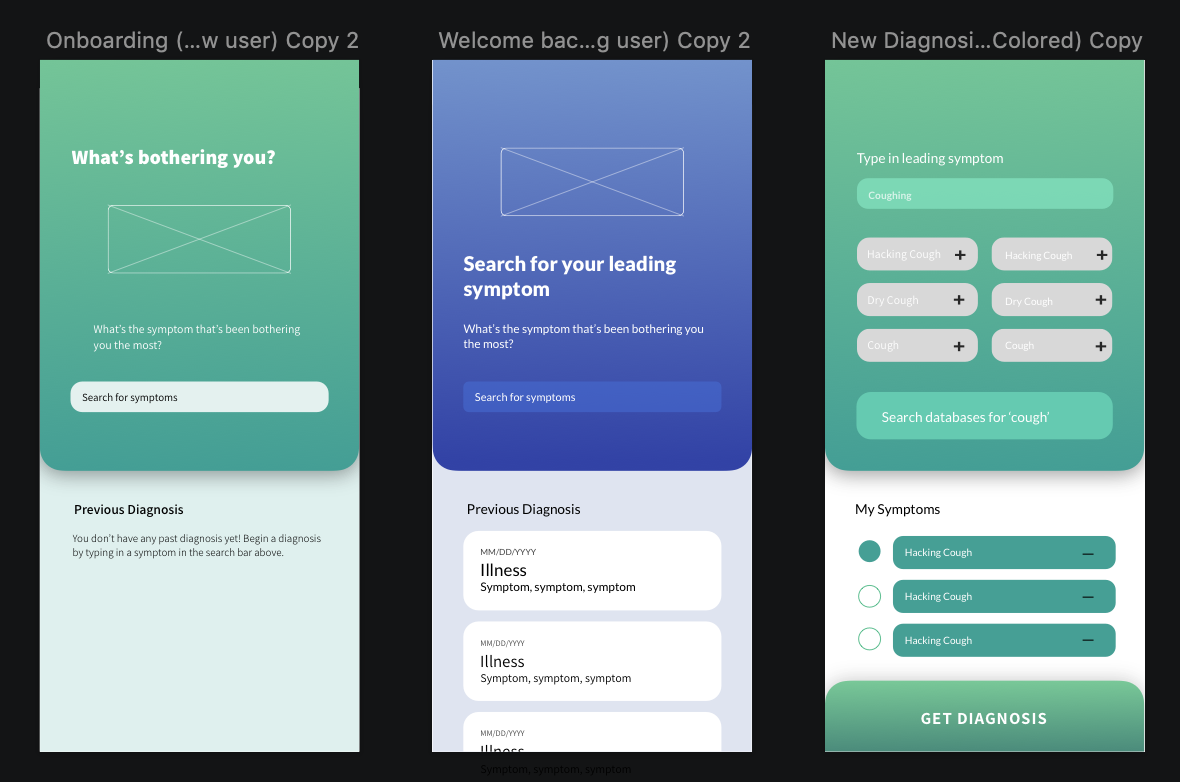 Onboarding (...w user) Copy 2
What's bothering you?
What's the symptom that's been bothering
you the most?
Search for symptoms
Previous Diagnosis
You don't have any past diagnosis yet! Begin a diagnosis
by typing in a symptom in the search bar above.
Welcome bac...g user) Copy 2
Search for your leading
symptom
What's the symptom that's been bothering you
the most?
Search for symptoms
Previous Diagnosis
MM/DD/YYYY
Illness
Symptom, symptom, symptom
MM/DD/YYYY
Illness
Symptom, symptom, symptom
MM/DD/YYYY
Illness
Symptom, symptom, symptom
New Diagnosi...Colored) Copy
Type in leading symptom
Coughing
Hacking Cough +
Hacking Cough +
Dry Cough +
Dry Cough +
Cough +
Cough +
Search databases for 'cough'
My Symptoms
Hacking Cough –
Hacking Cough –
Hacking Cough –
GET DIAGNOSIS